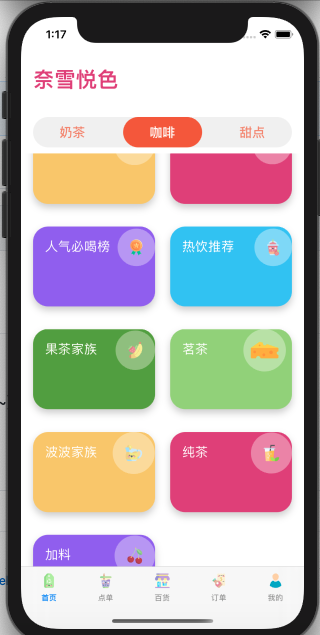 1:17
奈雪悦色
奶茶 咖啡 甜点
人气必喝榜 热饮推荐
果茶家族 茗茶
波波家族 纯茶
加料
首页 点单 百货 订单 我的